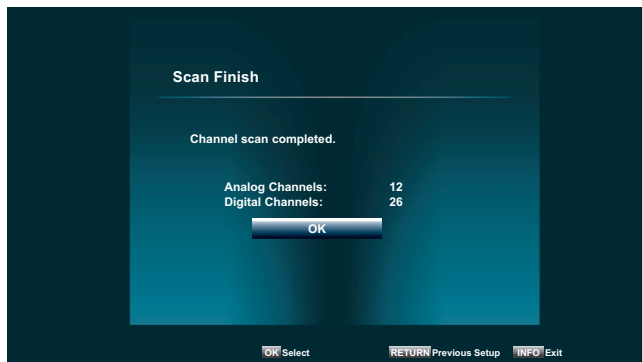 Scan Finish
Channel scan completed.
Analog Channels: 12
Digital Channels: 26
OK
OK Select RETURN Previous Setup INFO Exit